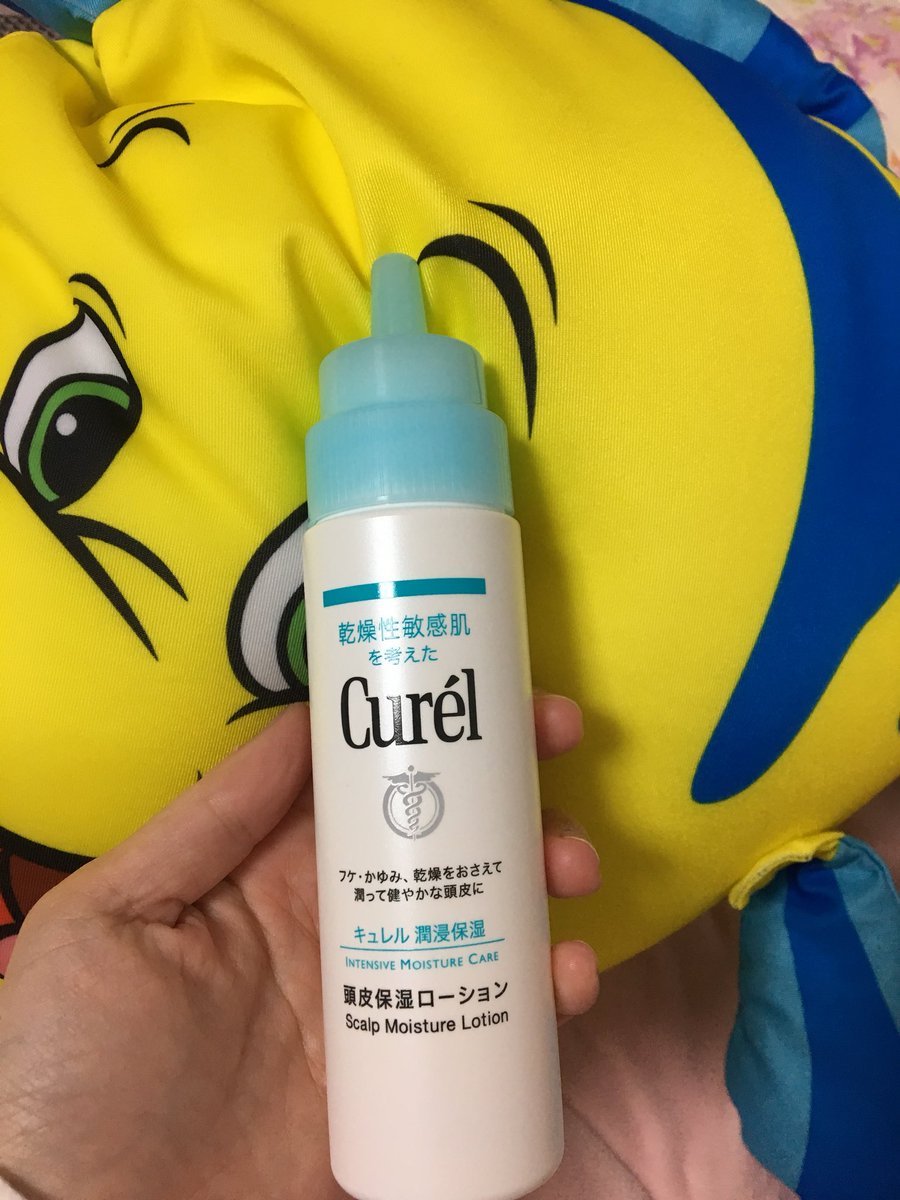 乾燥性敏感肌
を考えた
Curél
フケ・かゆみ、乾燥をおさえて
潤って健やかな頭皮に
キュレル 潤浸保湿
INTENSIVE MOISTURE CARE
頭皮保湿ローション
Scalp Moisture Lotion